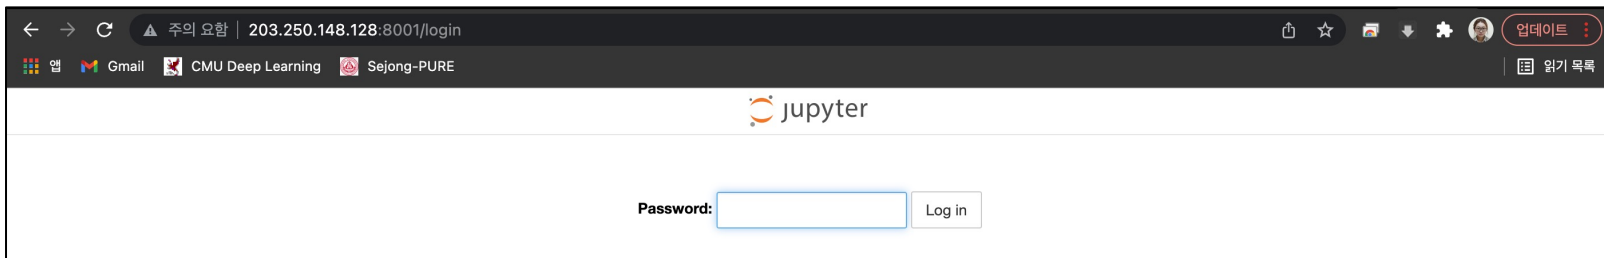 주의 요함 | 203.250.148.128:8001/login 업데이트
앱 Gmail CMU Deep Learning Sejong-PURE 읽기 목록
jupyter
Password: Log in